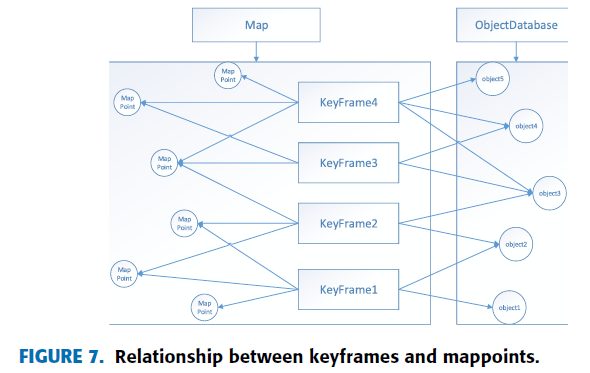 Map
ObjectDatabase
Map
Point
object5
Map
Point
KeyFrame4
object4
Map
Point
KeyFrame3
object3
Map
Point
KeyFrame2
object2
Map
Point
KeyFrame1
Map
Point
object1
FIGURE 7. Relationship between keyframes and mappoints.